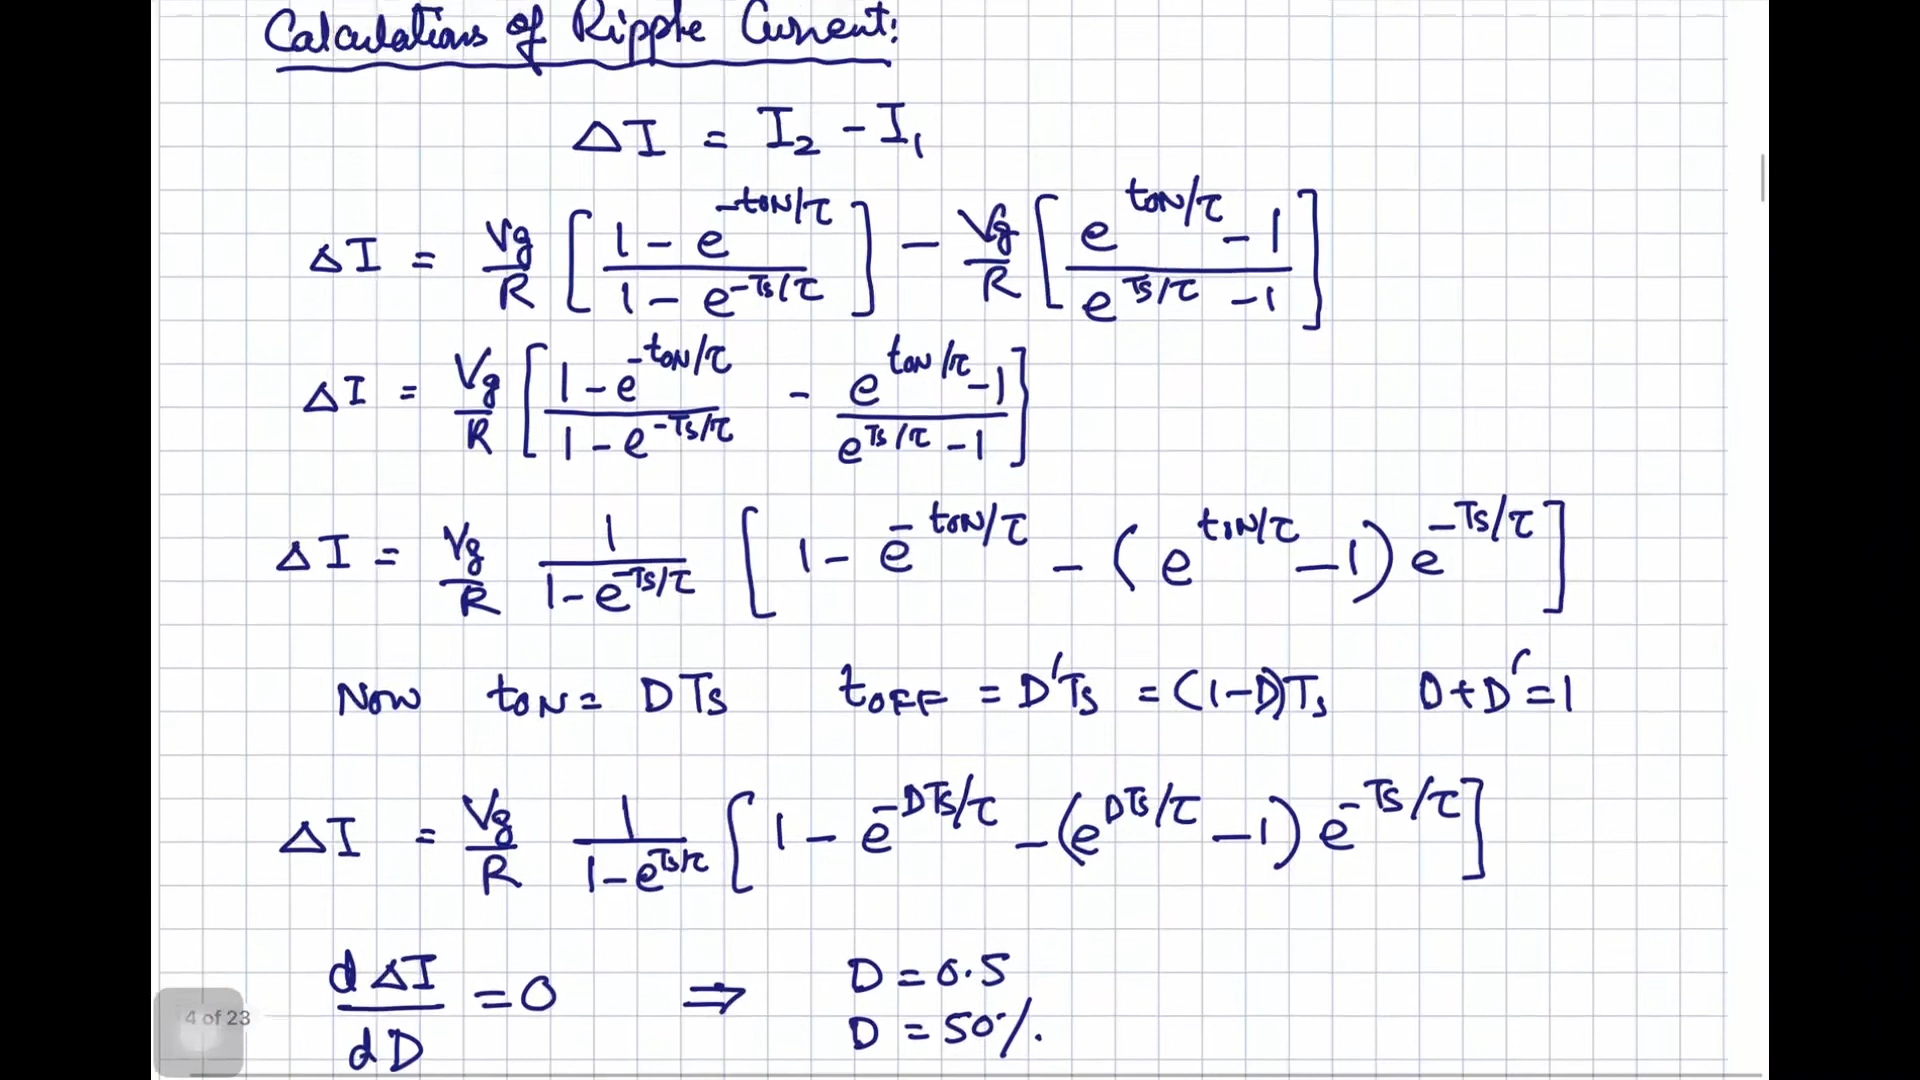 Calculations of Ripple Current:
ΔI = I₂ - I₁
ΔI = Vg/R [ (1 - e^(-tON/τ)) / (1 - e^(-Ts/τ)) ] - Vg/R [ (e^(tON/τ) - 1) / (e^(Ts/τ) - 1) ]
ΔI = Vg/R [ (1 - e^(-tON/τ)) / (1 - e^(-Ts/τ)) - (e^(tON/τ) - 1) / (e^(Ts/τ) - 1) ]
ΔI = Vg/R 1/(1 - e^(-Ts/τ)) [ 1 - e^(-tON/τ) - (e^(tON/τ) - 1) e^(-Ts/τ) ]
Now tON = DTs tOFF = D'Ts = (1-D)Ts D+D' = 1
ΔI = Vg/R 1/(1 - e^(Ts/τ)) [ 1 - e^(-DTs/τ) - (e^(DTs/τ) - 1) e^(-Ts/τ) ]
dΔI/dD = 0 ⇒ D = 0.5
D = 50%.
4 of 23